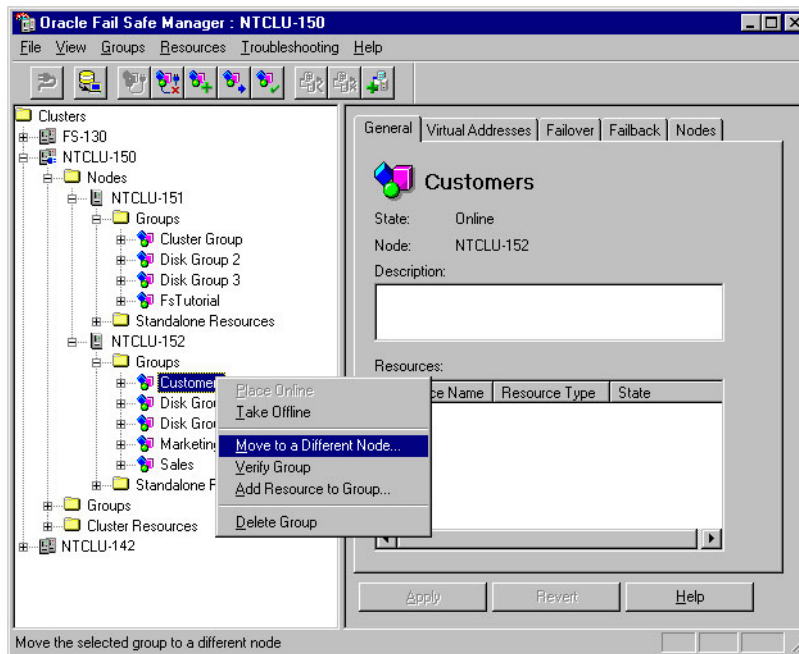 Oracle Fail Safe Manager : NTCLU-150
File View Groups Resources Troubleshooting Help
Clusters
FS-130
NTCLU-150
Nodes
NTCLU-151
Groups
Cluster Group
Disk Group 2
Disk Group 3
FsTutorial
Standalone Resources
NTCLU-152
Groups
Customer
Disk Grou
Disk Grou
Marketing
Sales
Standalone R
Groups
Cluster Resources
NTCLU-142
Place Online
Take Offline
Move to a Different Node...
Verify Group
Add Resource to Group...
Delete Group
General Virtual Addresses Failover Failback Nodes
Customers
State: Online
Node: NTCLU-152
Description:
Resources:
ce Name Resource Type State
Apply Revert Help
Move the selected group to a different node